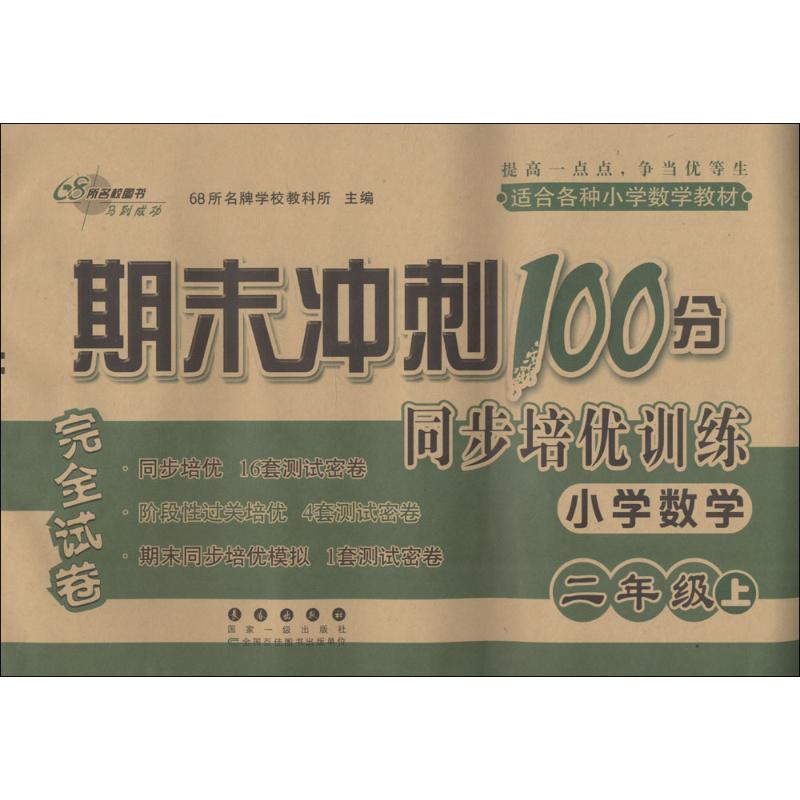 68所名校图书
马到成功
68所名牌学校教科所 主编
提高一点点，争当优等生
适合各种小学数学教材
期末冲刺100分
完全试卷
同步培优训练
·同步培优 16套测试密卷
·阶段性过关培优 4套测试密卷
·期末同步培优模拟 1套测试密卷
小学数学
二年级上
长春出版社
国家一级出版社
全国百佳图书出版单位